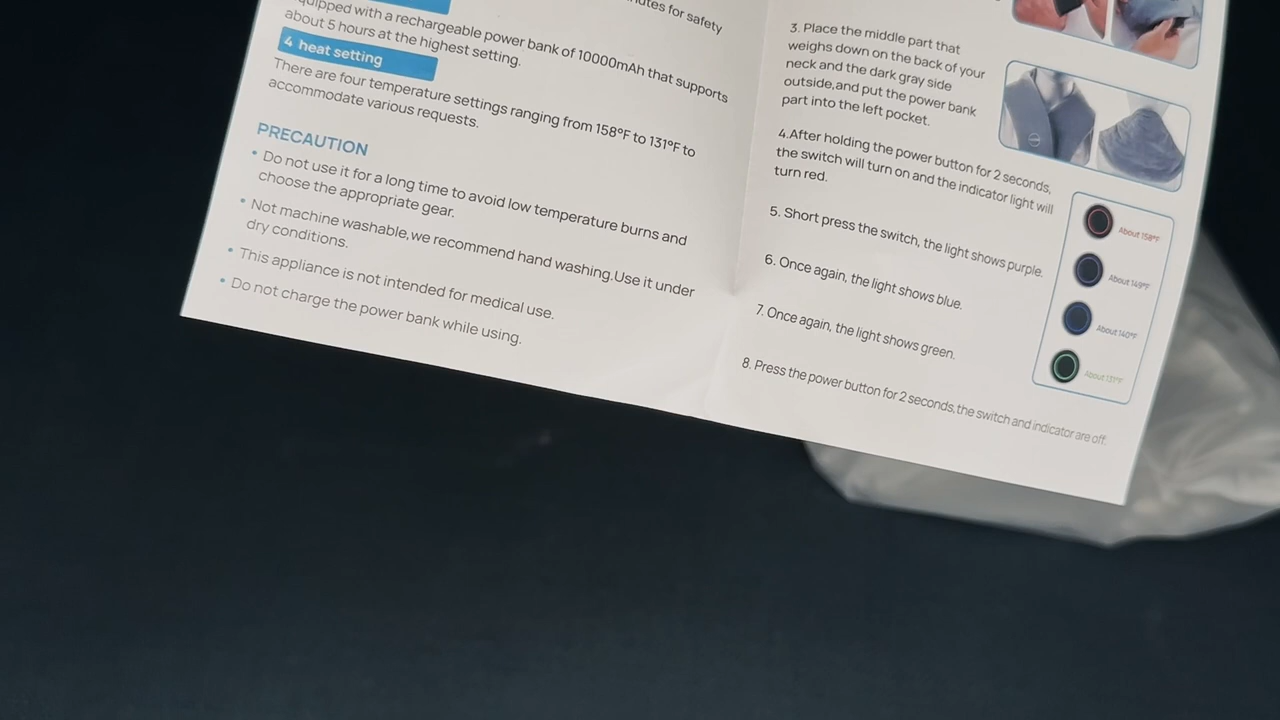 nutes for safety
quipped with a rechargeable power bank of 10000mAh that supports
about 5 hours at the highest setting.
4 heat setting
There are four temperature settings ranging from 158°F to 131°F to
accommodate various requests.
PRECAUTION
• Do not use it for a long time to avoid low temperature burns and
choose the appropriate gear.
• Not machine washable,we recommend hand washing.Use it under
dry conditions.
• This appliance is not intended for medical use.
• Do not charge the power bank while using.
3. Place the middle part that
weighs down on the back of your
neck and the dark gray side
outside,and put the power bank
part into the left pocket.
4.After holding the power button for 2 seconds,
the switch will turn on and the indicator light will
turn red.
5. Short press the switch, the light shows purple.
6. Once again, the light shows blue.
7. Once again, the light shows green.
8. Press the power button for 2 seconds,the switch and indicator are off.
About 158°F
About 149°F
About 140°F
About 131°F